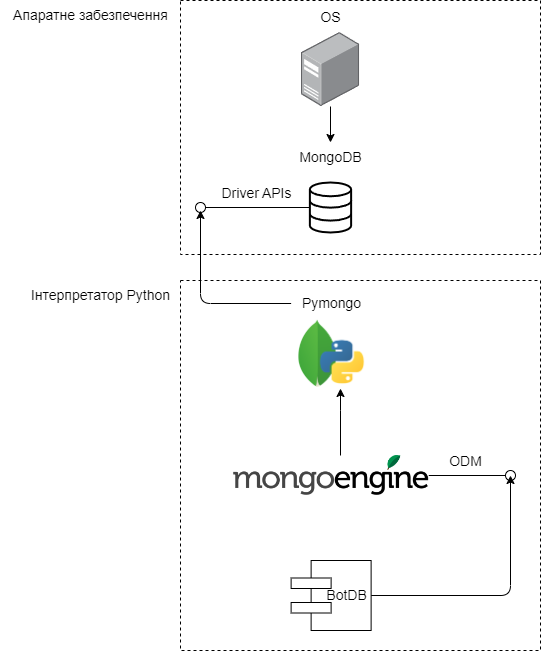 Апаратне забезпечення
OS
MongoDB
Driver APIs
Інтерпретатор Python
Pymongo
mongoengine
ODM
BotDB